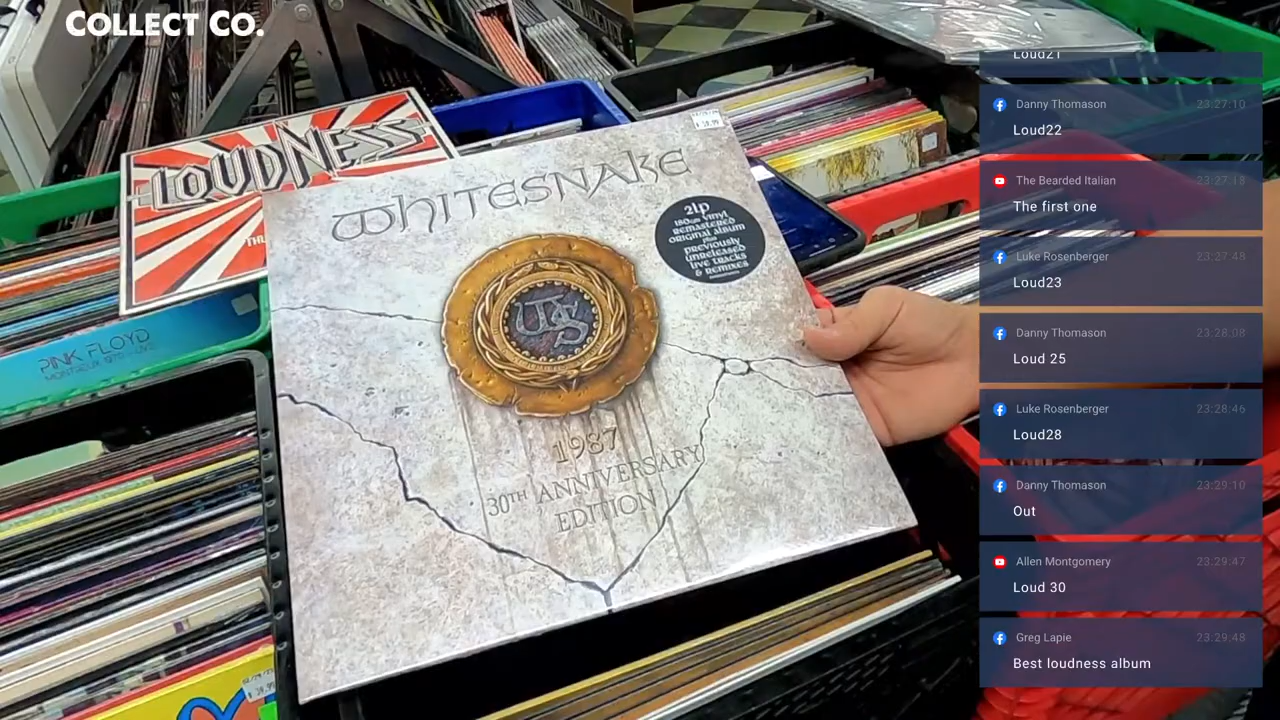 COLLECT CO.
LOUDNESS
WHITESNAKE
2LP
180gm VINYL
REMASTERED
ORIGINAL ALBUM
plus
PREVIOUSLY
UNRELEASED
LIVE TRACKS
& REMIXES
1987
30TH ANNIVERSARY
EDITION
PINK FLOYD
Loud21
Danny Thomason 23:27:10
Loud22
The Bearded Italian 23:27:18
The first one
Luke Rosenberger 23:27:48
Loud23
Danny Thomason 23:28:08
Loud 25
Luke Rosenberger 23:28:46
Loud28
Danny Thomason 23:29:10
Out
Allen Montgomery 23:29:47
Loud 30
Greg Lapie 23:29:48
Best loudness album